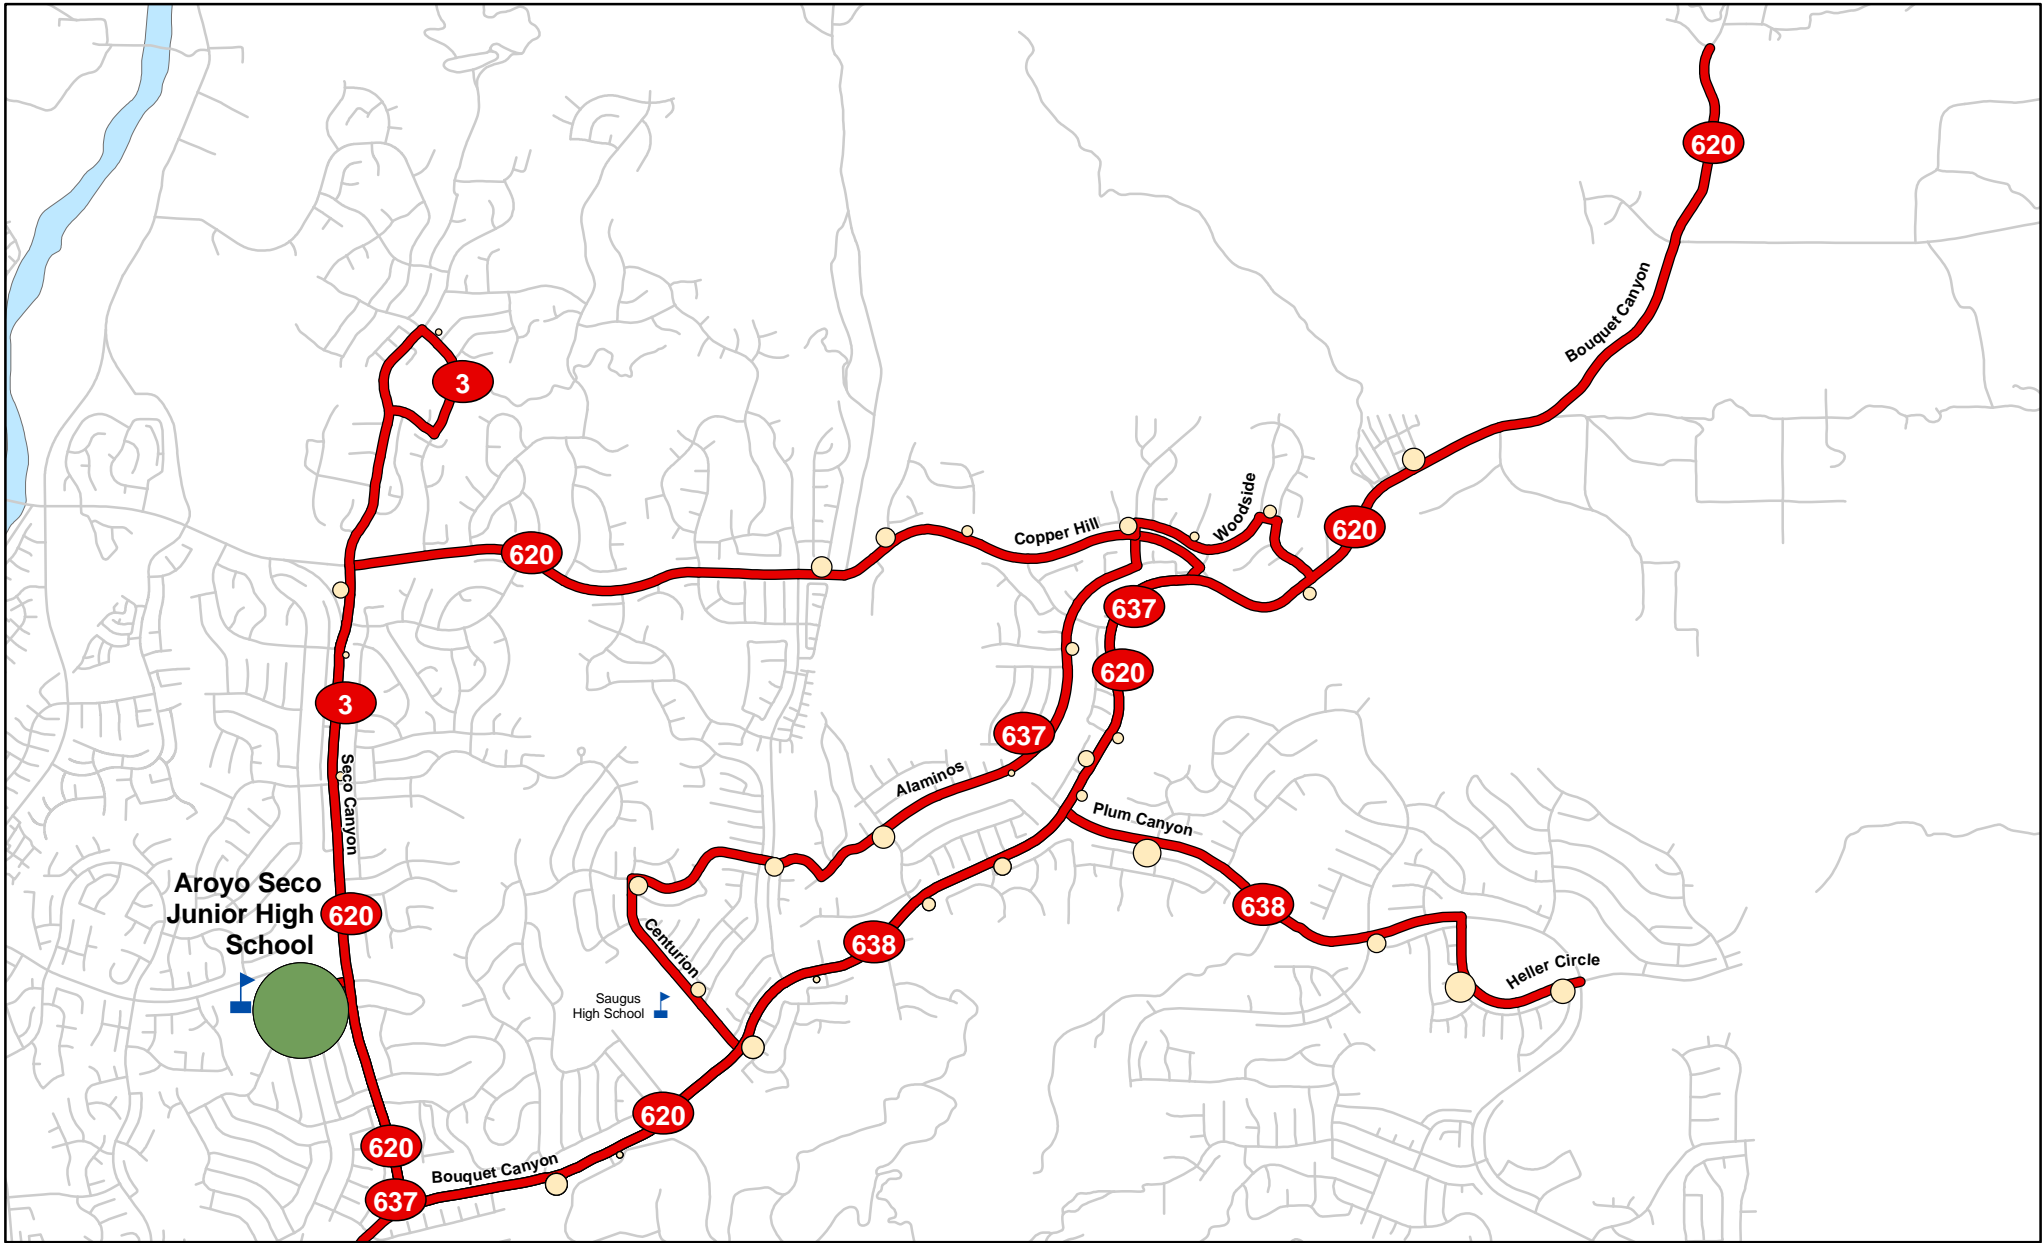 620
Bouquet Canyon
3
Woodside
Copper Hill
620
620
637
620
3
637
Seco Canyon
Alaminos
Plum Canyon
Aroyo Seco
Junior High
School
620
638
638
Centurion
Heller Circle
Saugus
High School
620
620
Bouquet Canyon
637